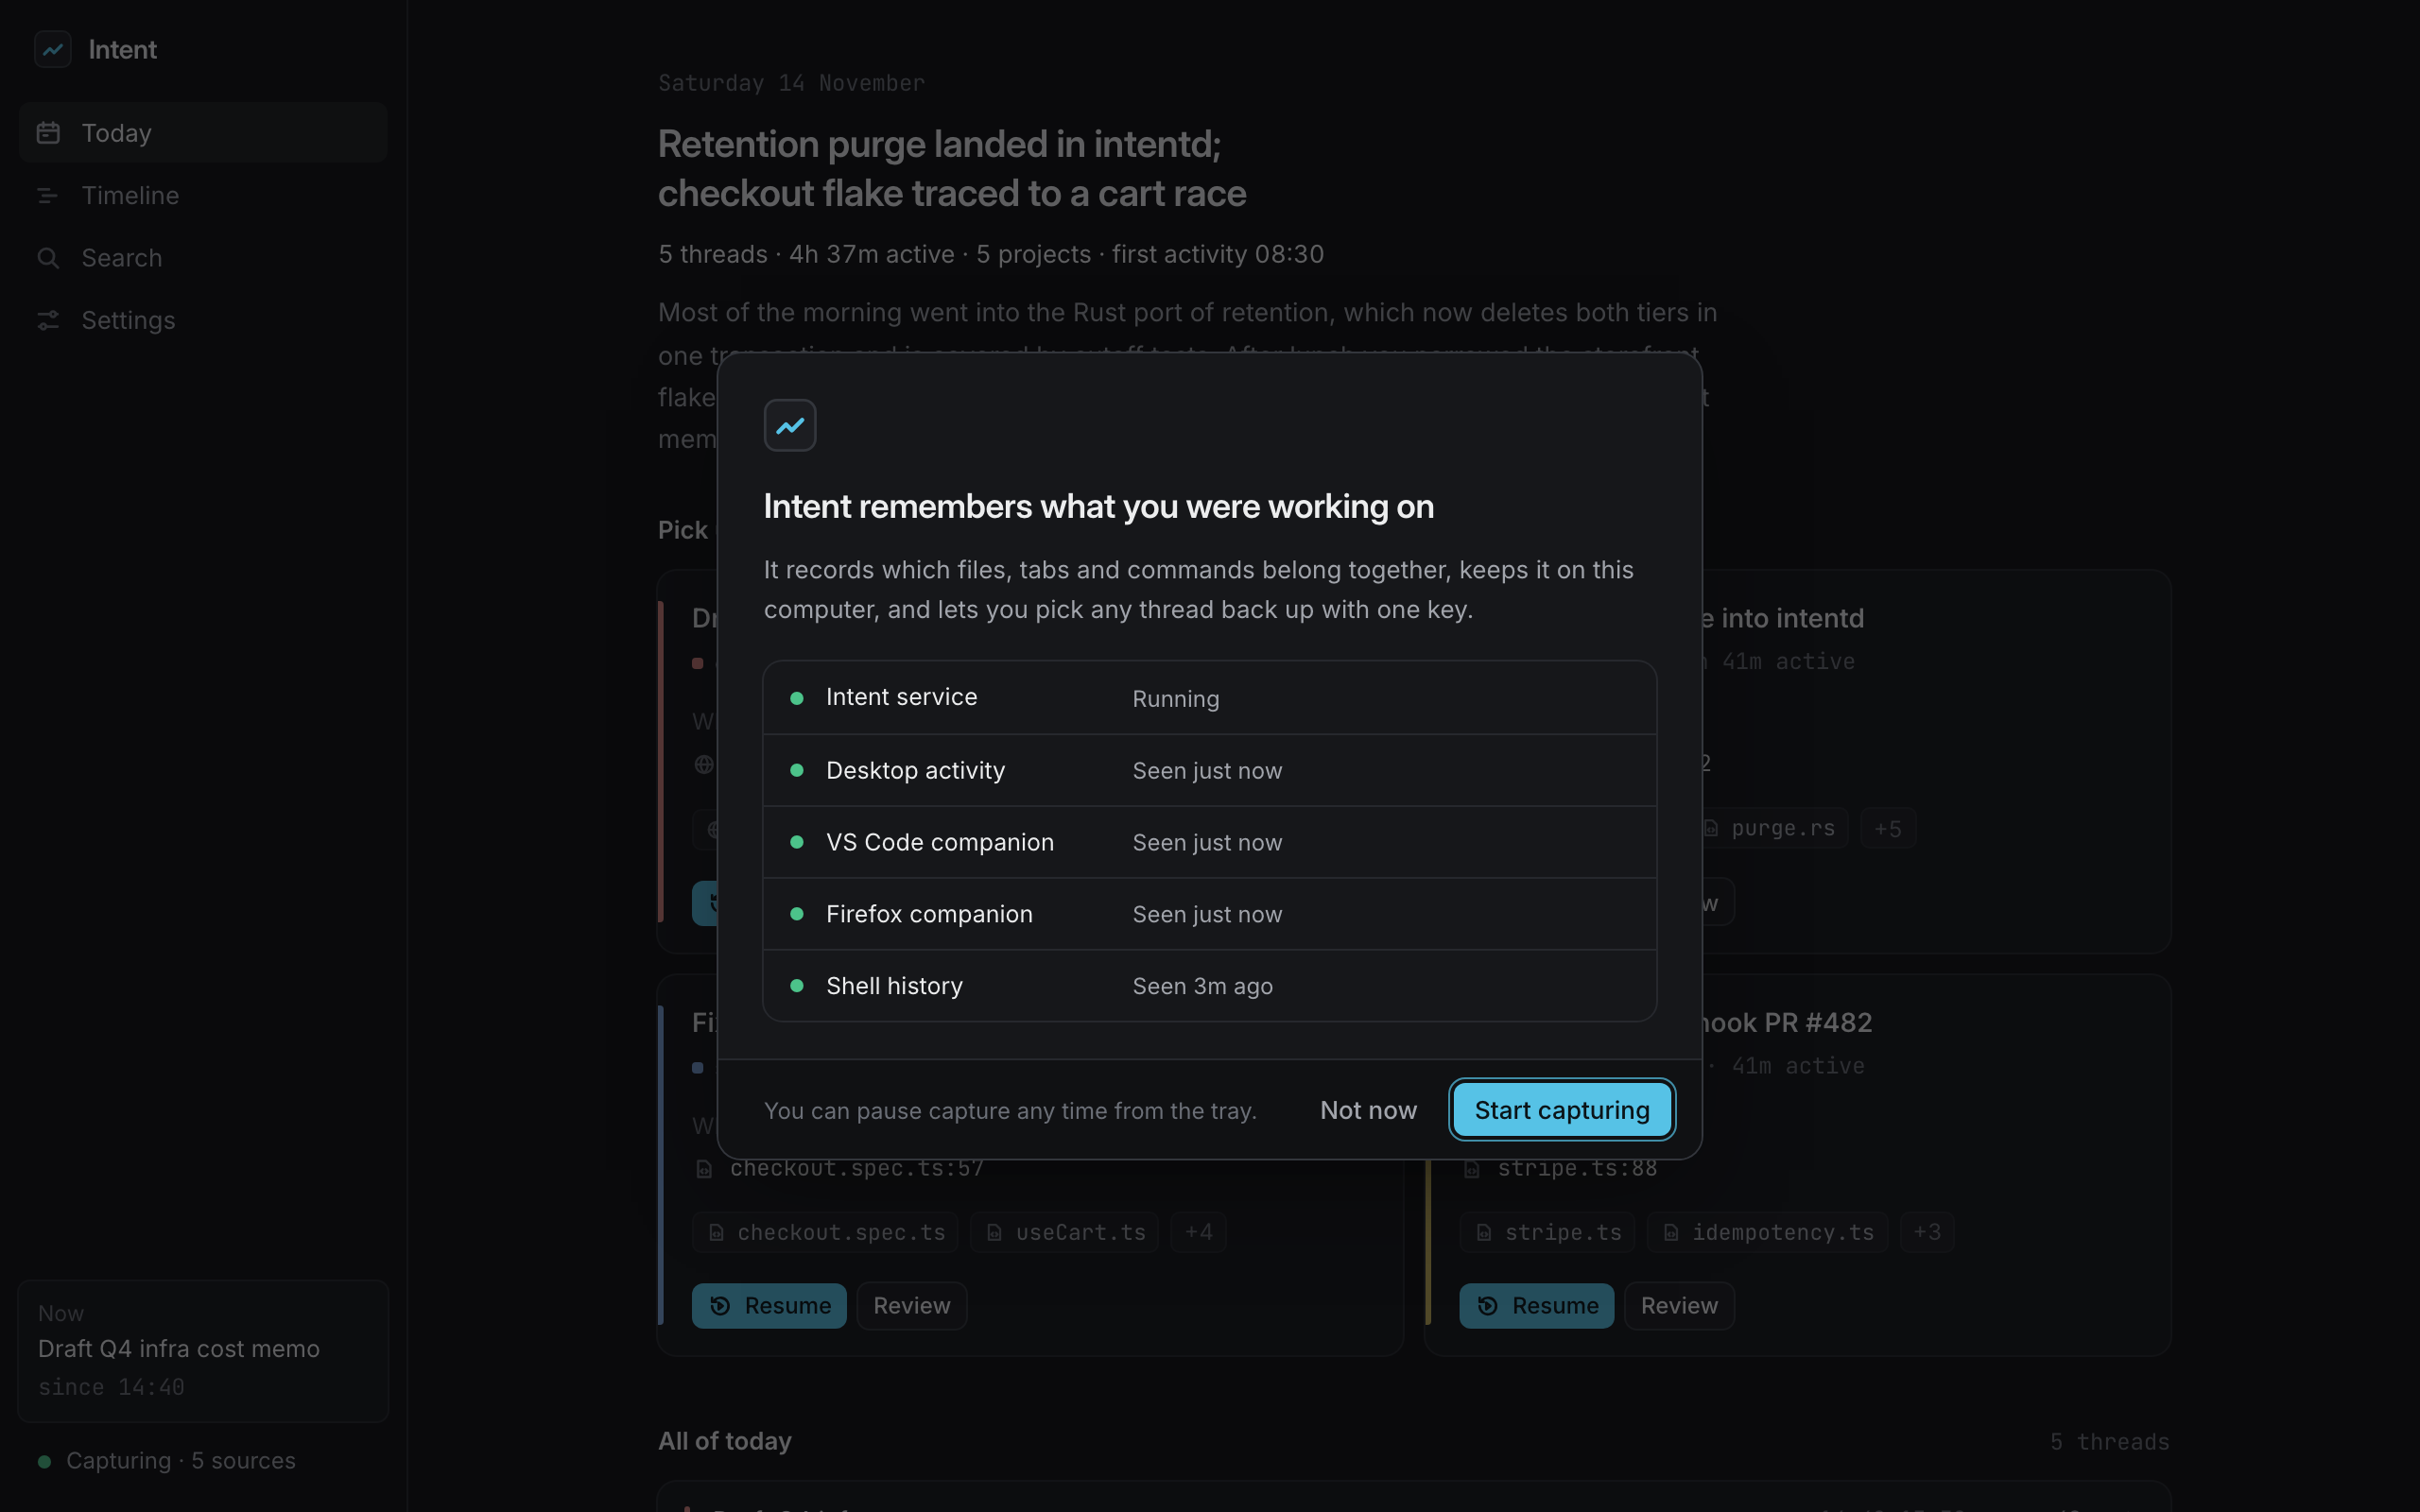 Intent
Today
Timeline
Search
Settings
Now
Draft Q4 infra cost memo
since 14:40
Capturing · 5 sources
Saturday 14 November
Retention purge landed in intentd;
checkout flake traced to a cart race
5 threads · 4h 37m active · 5 projects · first activity 08:30
Most of the morning went into the Rust port of retention, which now deletes both tiers in
one
flake
Pick
Intent remembers what you were working on
It records which files, tabs and commands belong together, keeps it on this
computer, and lets you pick any thread back up with one key.
Intent service Running
Desktop activity Seen just now
VS Code companion Seen just now
Firefox companion Seen just now
Shell history Seen 3m ago
You can pause capture any time from the tray. Not now Start capturing
into intentd
41m active
purge.rs +5
PR #482
· 41m active
checkout.spec.ts:57
checkout.spec.ts useCart.ts +4
Resume Review
stripe.ts:88
stripe.ts idempotency.ts +3
Resume Review
All of today 5 threads